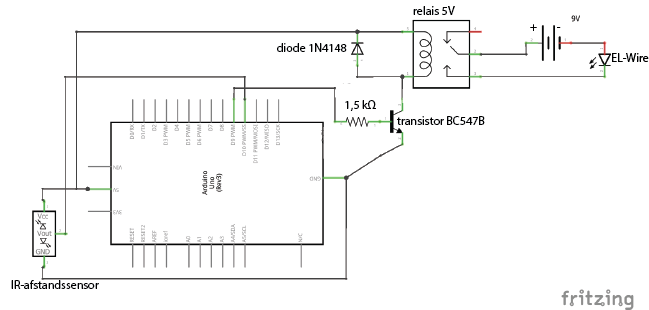 relais 5V
9V
+
-
diode 1N4148
EL-Wire
1,5 kΩ
transistor BC547B
D0/RX
D1/TX
D2
D3 PWM
D4
D5 PWM
D6 PWM
D7
D8
D9 PWM
D10 PWM/SS
D11 PWM/MOSI
D12/MISO
D13/SCK
VIN
5V
3V3
Arduino
Uno
(Rev3)
GND
RESET
RESET2
AREF
ioref
A0
A1
A2
A3
A4/SDA
A5/SCL
N/C
Vcc
Vout
GND
IR-afstandssensor
fritzing